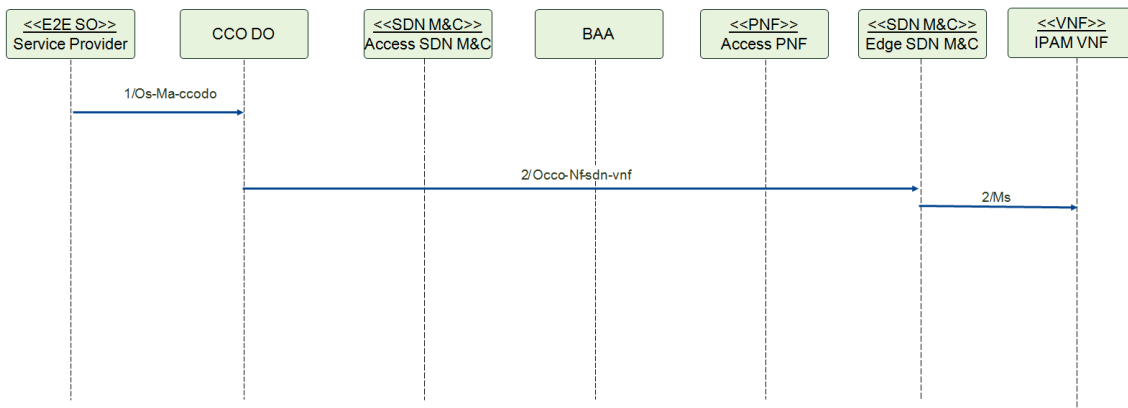 <<E2E SO>>
Service Provider
CCO DO
<<SDN M&C>>
Access SDN M&C
BAA
<<PNF>>
Access PNF
<<SDN M&C>>
Edge SDN M&C
<<VNF>>
IPAM VNF
1/Os-Ma-ccodo
2/Occo-Nf-sdn-vnf
2/Ms